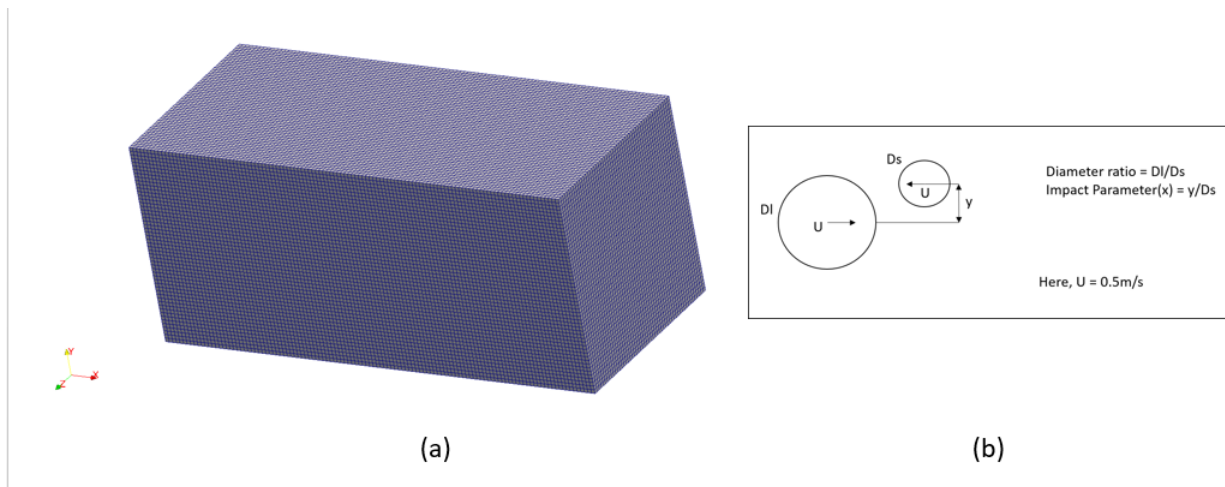 Y
X
Z
(a)
Ds
U
Dl
U
y
Diameter ratio = Dl/Ds
Impact Parameter(x) = y/Ds
Here, U = 0.5m/s
(b)